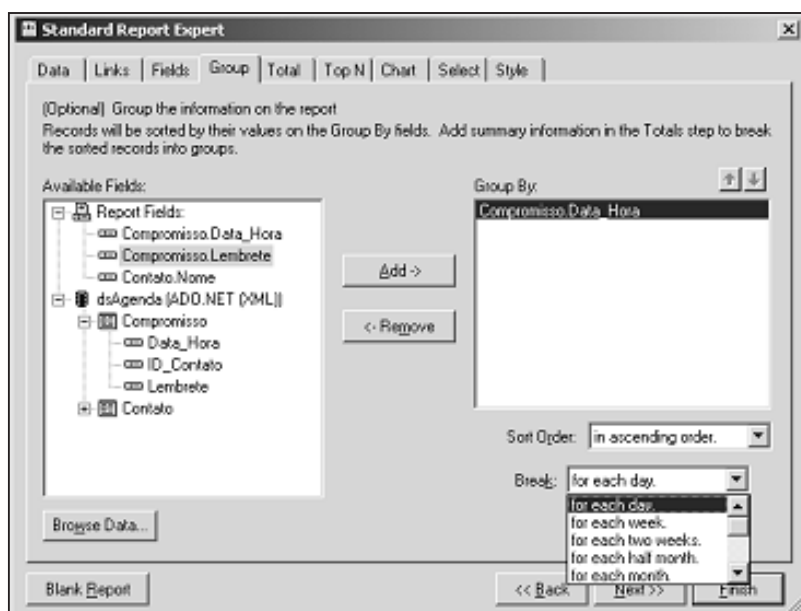 Standard Report Expert
Data Links Fields Group Total Top N Chart Select Style
(Optional) Group the information on the report
Records will be sorted by their values on the Group By fields. Add summary information in the Totals step to break
the sorted records into groups.
Available Fields:
Report Fields:
Compromisso.Data_Hora
Compromisso.Lembrete
Contato.Nome
dsAgenda (ADO.NET (XML))
Compromisso
Data_Hora
ID_Contato
Lembrete
Contato
Browse Data...
Add ->
<- Remove
Group By:
Compromisso.Data_Hora
Sort Order: in ascending order.
Break: for each day.
for each day.
for each week.
for each two weeks.
for each half month.
for each month.
Blank Report
<< Back Next >> Finish